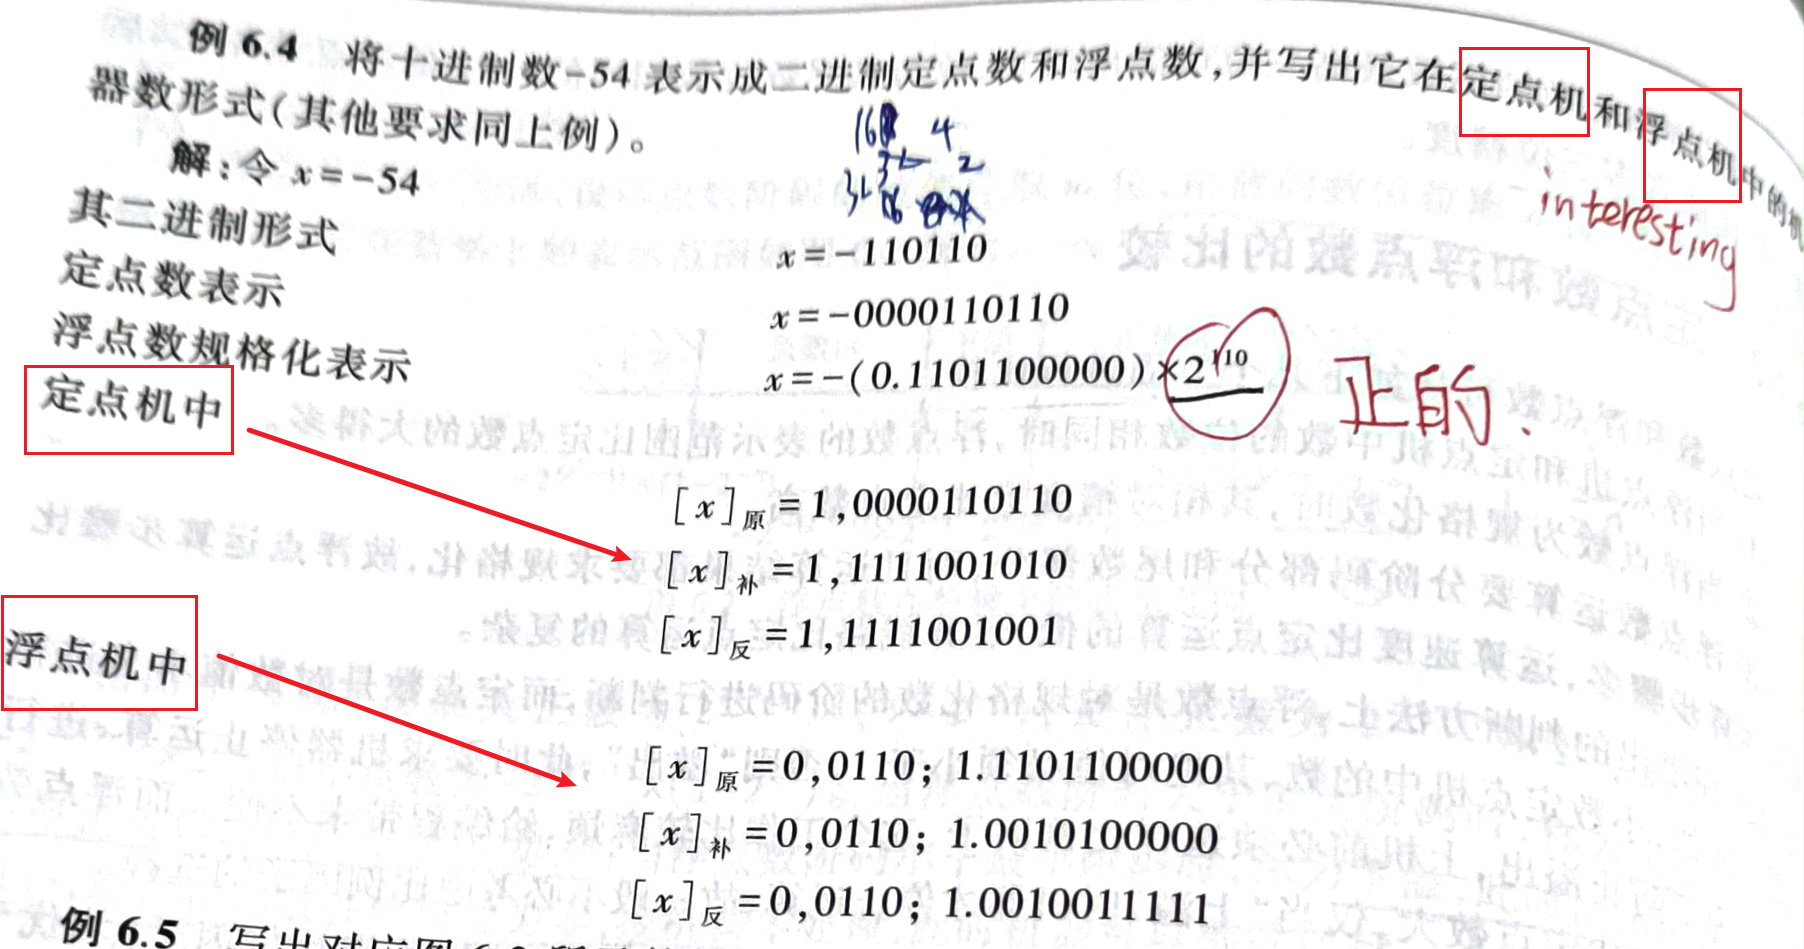 例 6.4 将十进制数-54 表示成二进制定点数和浮点数,并写出它在定点机和浮点机中的机
器数形式(其他要求同上例)。
interesting
解:令 x=-54
其二进制形式 x=-110110
定点数表示 x=-0000110110
浮点数规格化表示 x=-(0.1101100000)×2¹¹⁰ 正的.
定点机中
[x]原=1,0000110110
[x]补=1,1111001010
[x]反=1,1111001001
浮点机中
[x]原=0,0110; 1.1101100000
[x]补=0,0110; 1.0010100000
[x]反=0,0110; 1.0010011111
例 6.5 写出对应图